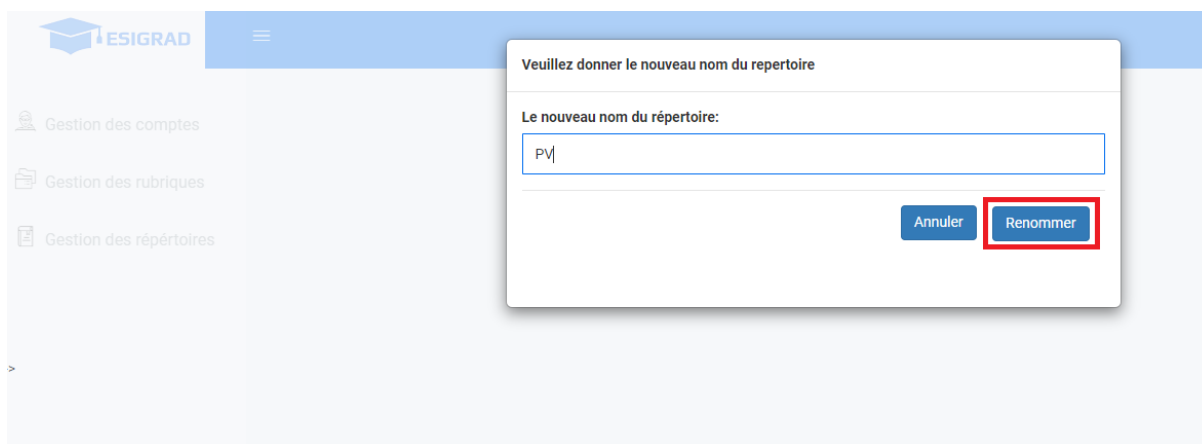 ESIGRAD
Gestion des comptes
Gestion des rubriques
Gestion des répértoires
>
Veuillez donner le nouveau nom du repertoire
Le nouveau nom du répertoire:
PV
Annuler
Renommer